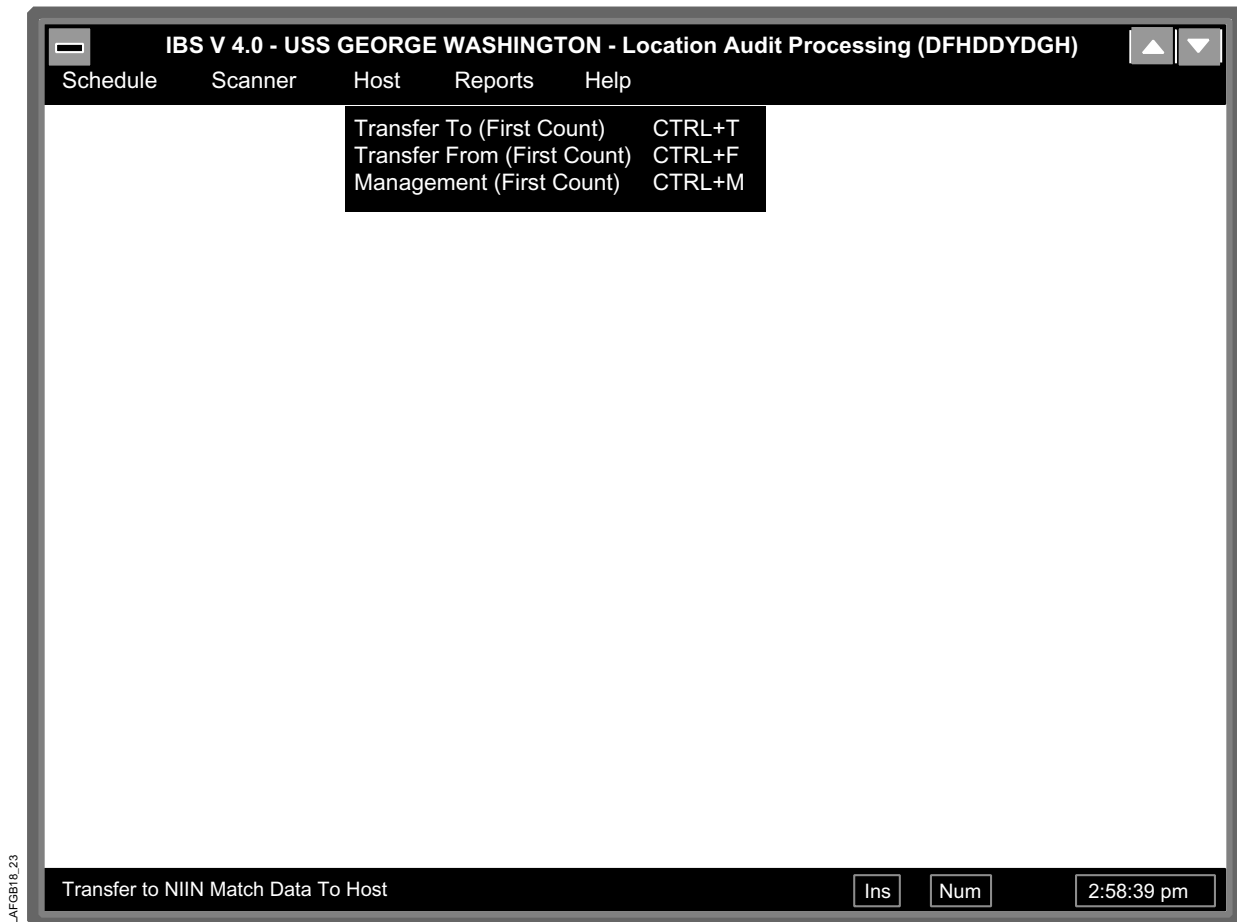 IBS V 4.0 - USS GEORGE WASHINGTON - Location Audit Processing (DFHDDYDGH)
Schedule Scanner Host Reports Help
Transfer To (First Count) CTRL+T
Transfer From (First Count) CTRL+F
Management (First Count) CTRL+M
Transfer to NIIN Match Data To Host Ins Num 2:58:39 pm
_AFGB18_23